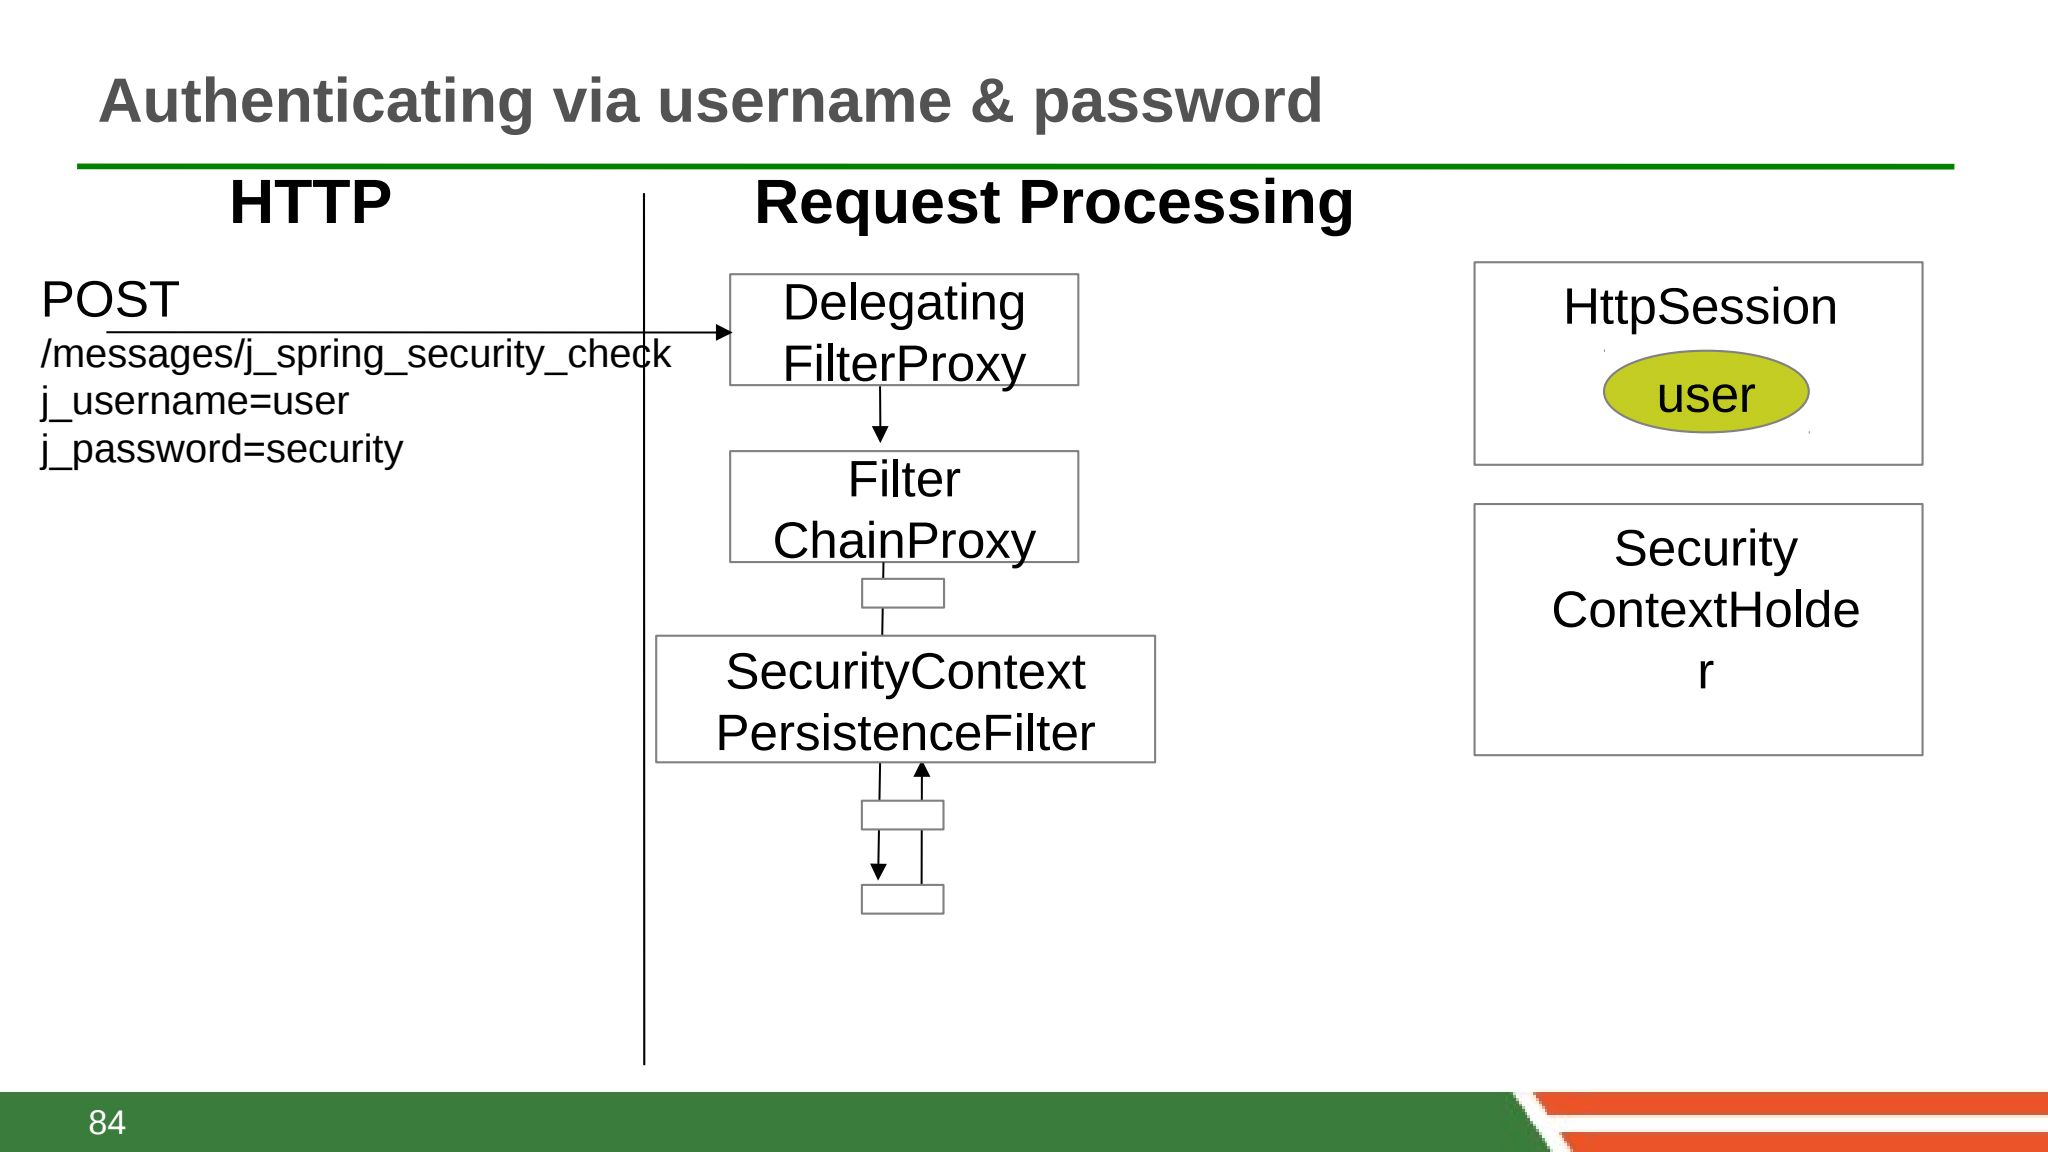 Authenticating via username & password
HTTP
Request Processing
POST
/messages/j_spring_security_check
j_username=user
j_password=security
Delegating
FilterProxy
Filter
ChainProxy
SecurityContext
PersistenceFilter
HttpSession
user
Security
ContextHolde
r
84